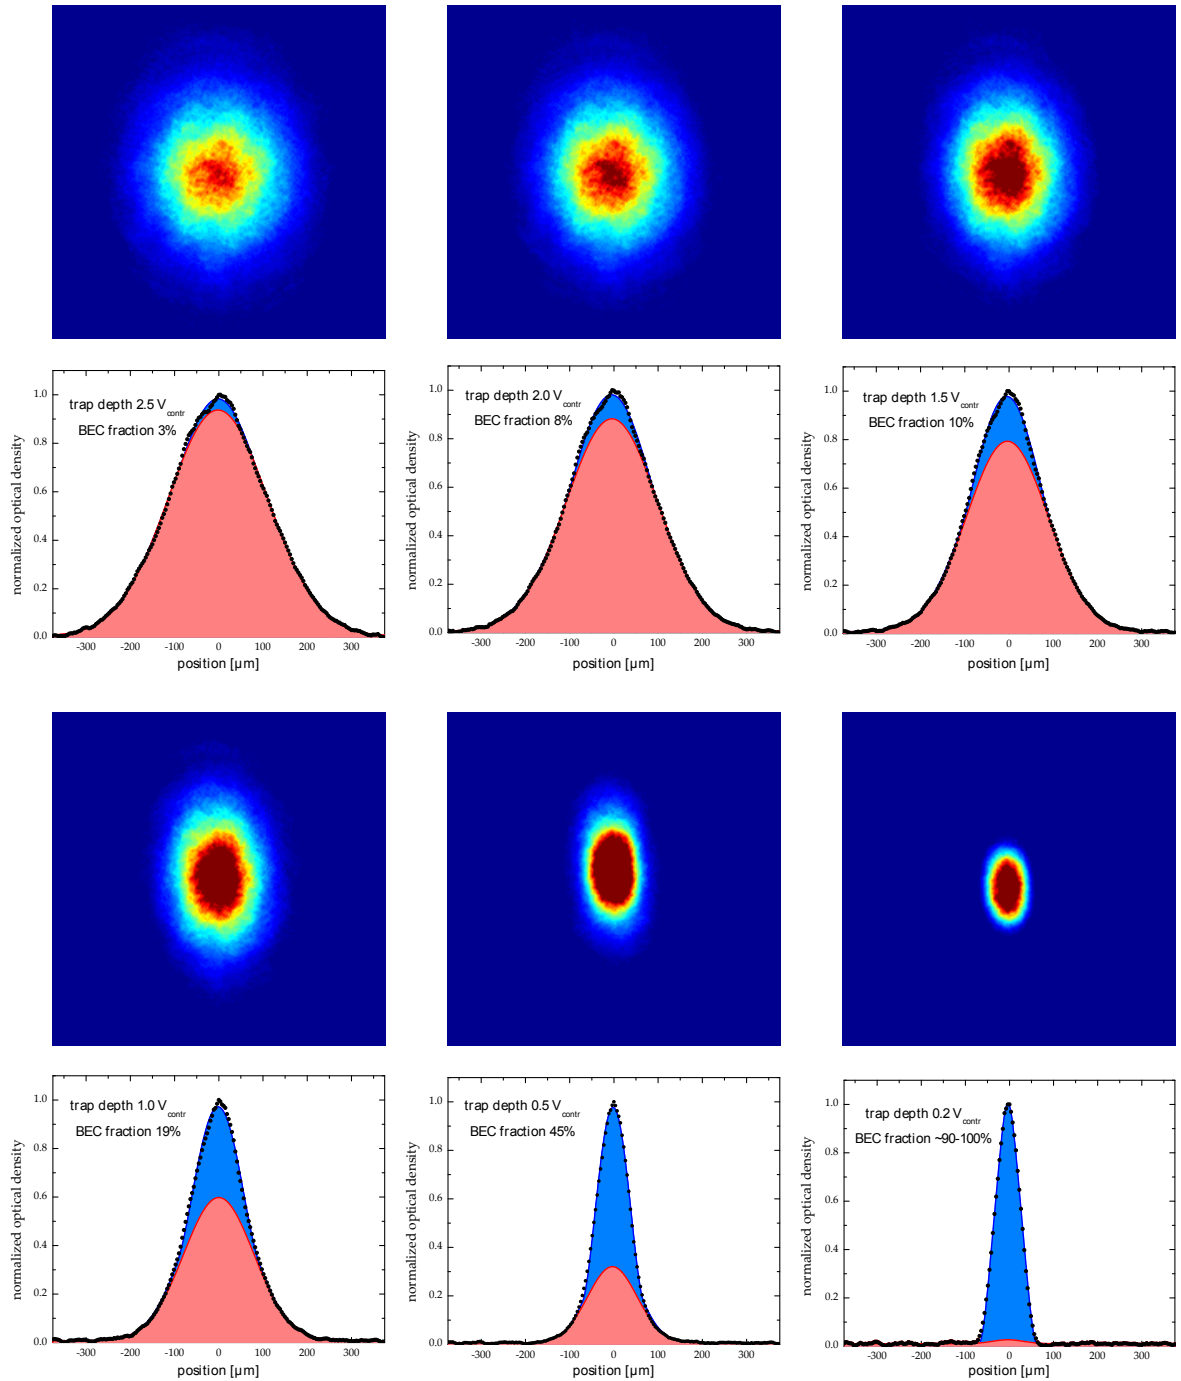 trap depth 2.5 V_contr
BEC fraction 3%
normalized optical density
1.0
0.8
0.6
0.4
0.2
0.0
-300 -200 -100 0 100 200 300
position [µm]
trap depth 2.0 V_contr
BEC fraction 8%
normalized optical density
1.0
0.8
0.6
0.4
0.2
0.0
-300 -200 -100 0 100 200 300
position [µm]
trap depth 1.5 V_contr
BEC fraction 10%
normalized optical density
1.0
0.8
0.6
0.4
0.2
0.0
-300 -200 -100 0 100 200 300
position [µm]
trap depth 1.0 V_contr
BEC fraction 19%
normalized optical density
1.0
0.8
0.6
0.4
0.2
0.0
-300 -200 -100 0 100 200 300
position [µm]
trap depth 0.5 V_contr
BEC fraction 45%
normalized optical density
1.0
0.8
0.6
0.4
0.2
0.0
-300 -200 -100 0 100 200 300
position [µm]
trap depth 0.2 V_contr
BEC fraction ~90-100%
normalized optical density
1.0
0.8
0.6
0.4
0.2
0.0
-300 -200 -100 0 100 200 300
position [µm]